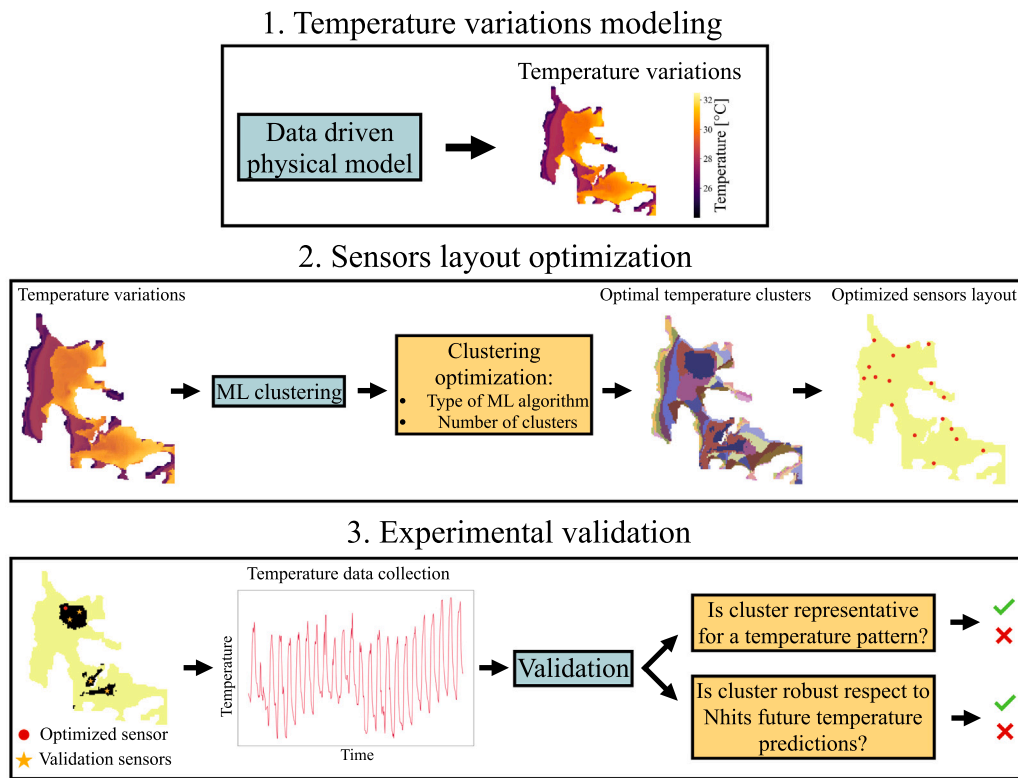 1. Temperature variations modeling
Temperature variations
Data driven
physical model
32
30
28
26
Temperature [°C]
2. Sensors layout optimization
Temperature variations
Optimal temperature clusters
Optimized sensors layout
ML clustering
Clustering
optimization:
• Type of ML algorithm
• Number of clusters
3. Experimental validation
Temperature data collection
Temperature
Time
Optimized sensor
Validation sensors
Validation
Is cluster representative
for a temperature pattern?
Is cluster robust respect to
Nhits future temperature
predictions?